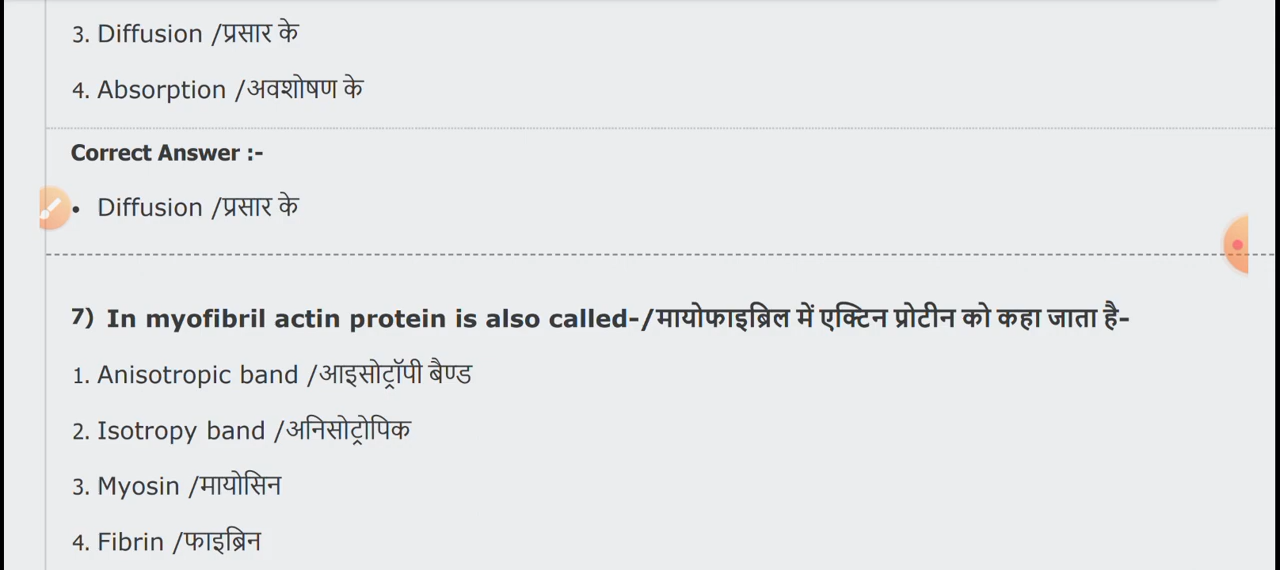 3. Diffusion /प्रसार के
4. Absorption /अवशोषण के
Correct Answer :-
• Diffusion /प्रसार के
7) In myofibril actin protein is also called-/मायोफाइब्रिल में एक्टिन प्रोटीन को कहा जाता है-
1. Anisotropic band /आइसोट्रॉपी बैण्ड
2. Isotropy band /अनिसोट्रोपिक
3. Myosin /मायोसिन
4. Fibrin /फाइब्रिन